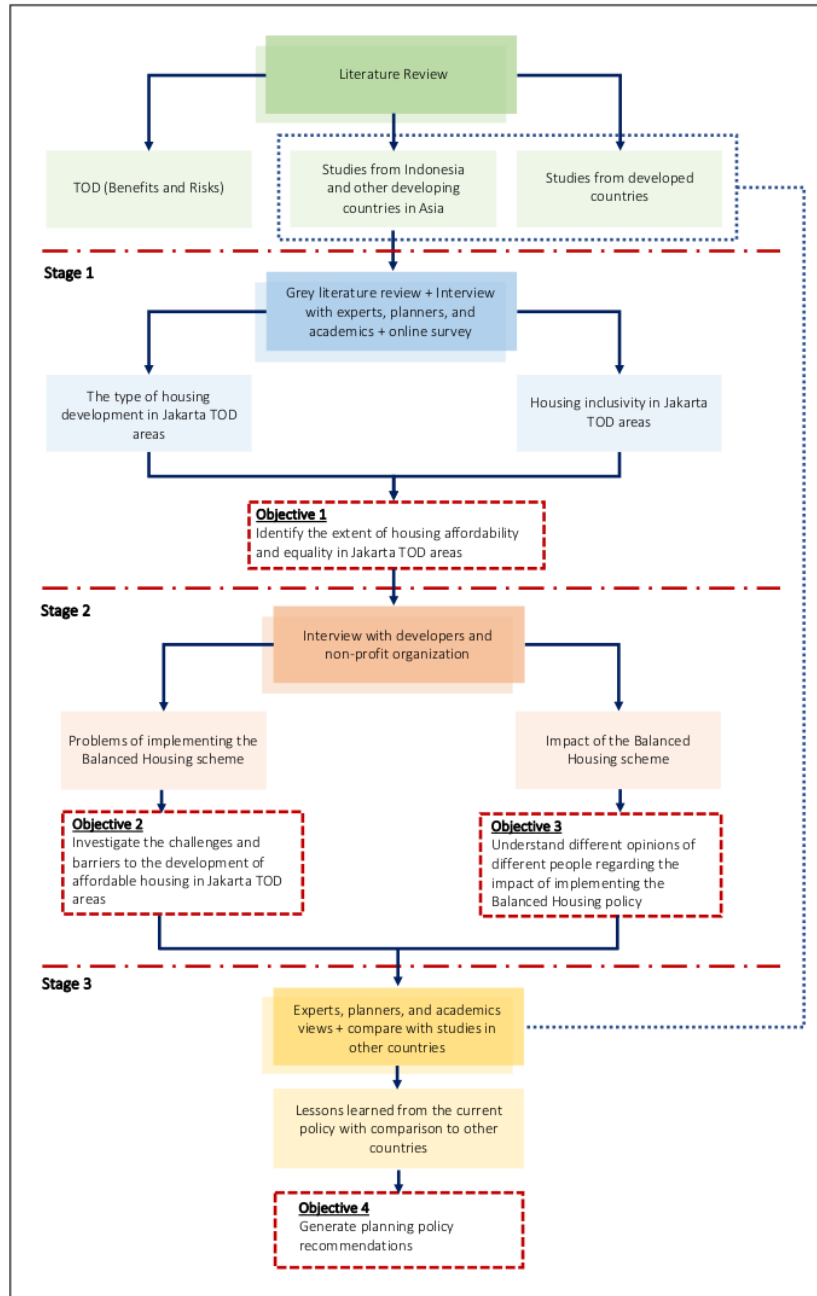 Literature Review
TOD (Benefits and Risks)
Studies from Indonesia
and other developing
countries in Asia
Studies from developed
countries
Stage 1
Grey literature review + Interview
with experts, planners, and
academics + online survey
The type of housing
development in Jakarta TOD
areas
Housing inclusivity in Jakarta
TOD areas
Objective 1
Identify the extent of housing affordability
and equality in Jakarta TOD areas
Stage 2
Interview with developers and
non-profit organization
Problems of implementing the
Balanced Housing scheme
Impact of the Balanced
Housing scheme
Objective 2
Investigate the challenges and
barriers to the development of
affordable housing in Jakarta TOD
areas
Objective 3
Understand different opinions of
different people regarding the
impact of implementing the
Balanced Housing policy
Stage 3
Experts, planners, and academics
views + compare with studies in
other countries
Lessons learned from the current
policy with comparison to other
countries
Objective 4
Generate planning policy
recommendations